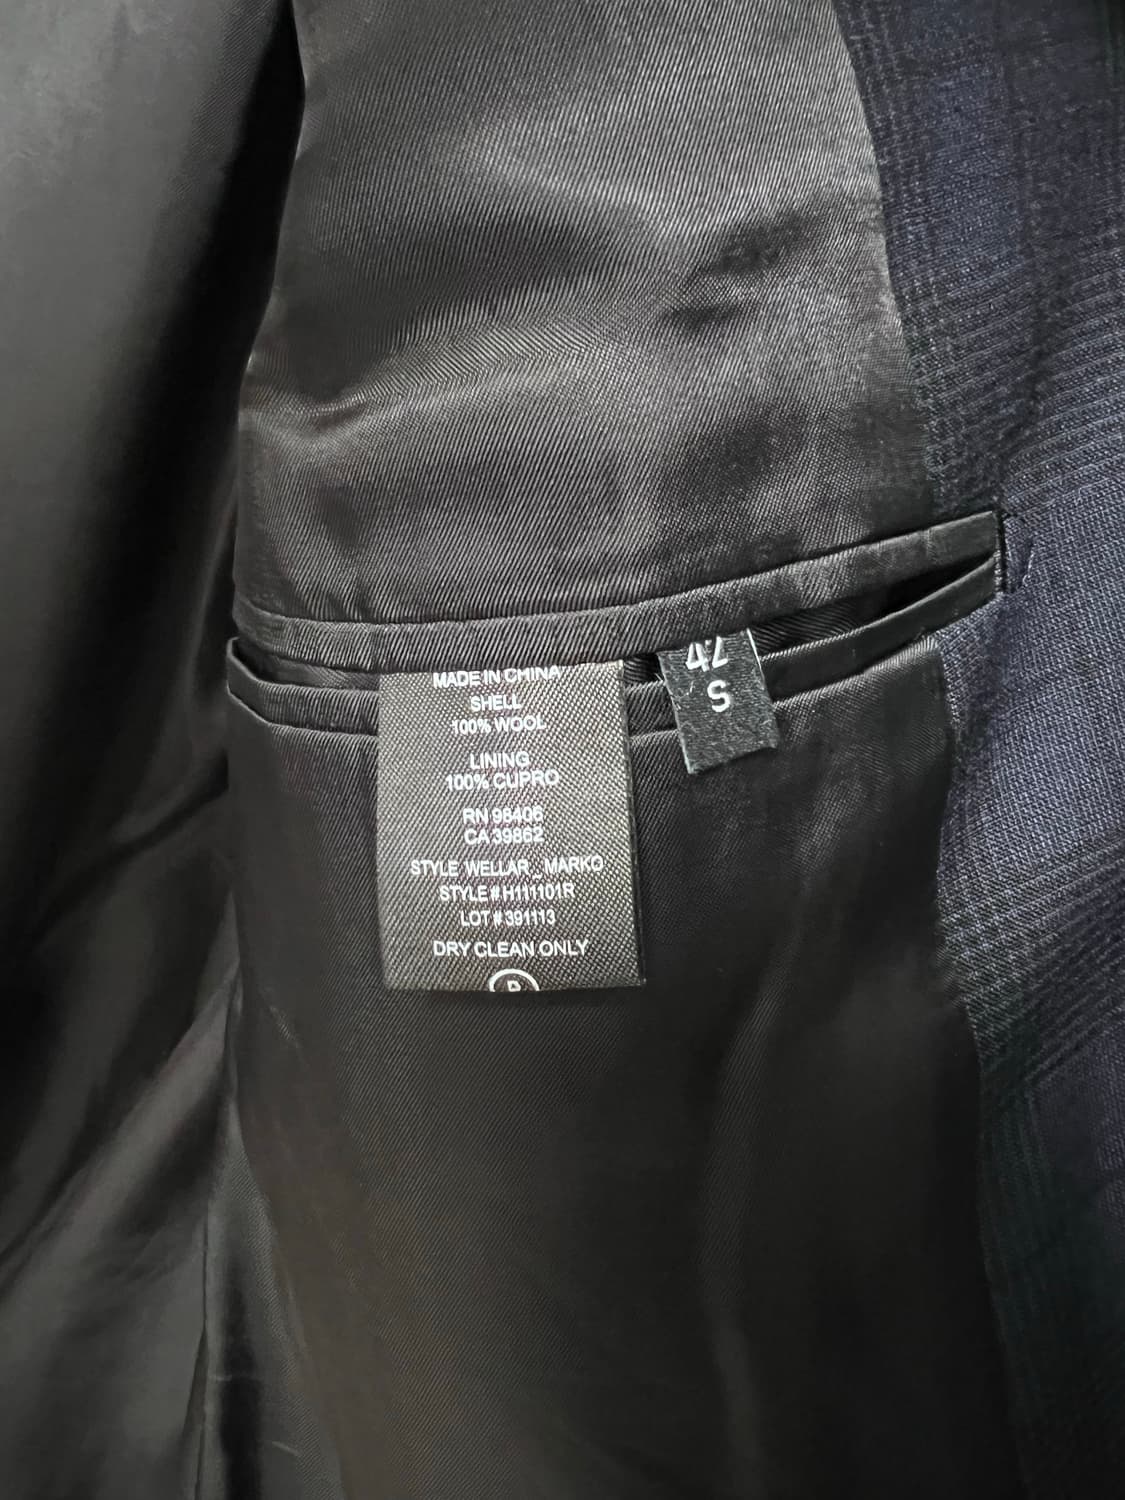 MADE IN CHINA
SHELL
100% WOOL
LINING
100% CUPRO
RN 98406
CA 39862
STYLE WELLAR_MARKO
STYLE # H111101R
LOT # 391113
DRY CLEAN ONLY
P
42
S